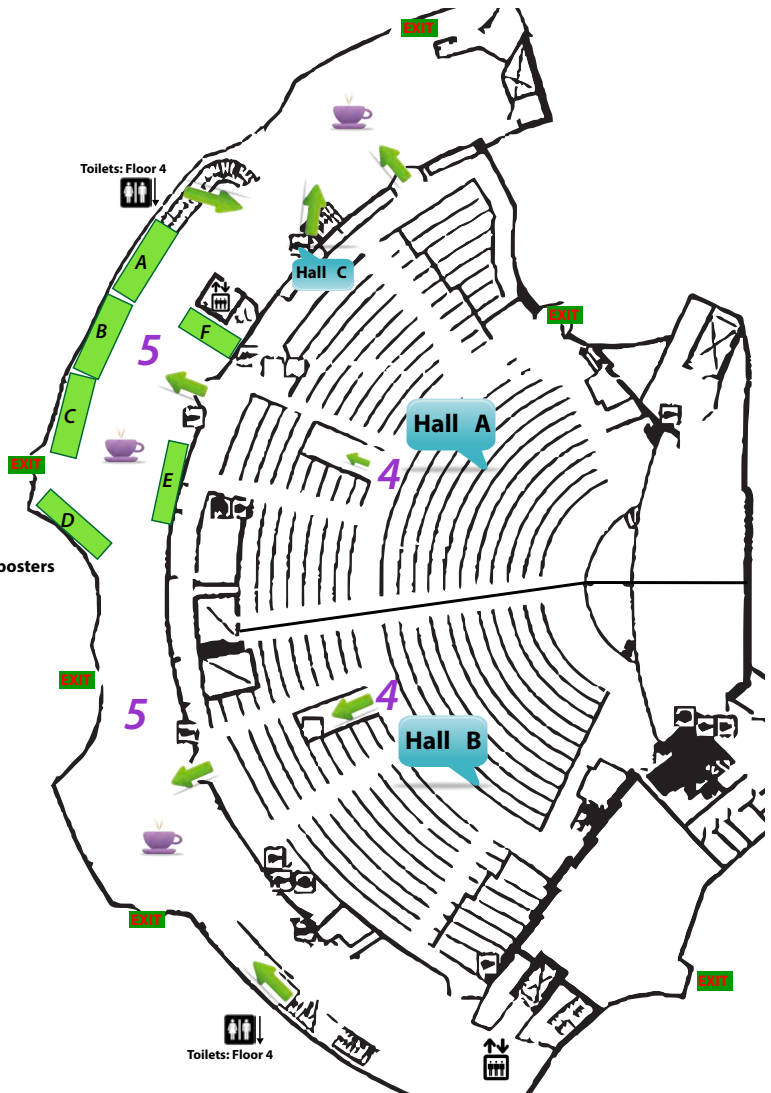 EXIT
Toilets: Floor 4
A
Hall C
B
F
5
EXIT
C
Hall A
EXIT
4
E
D
posters
EXIT
4
5
Hall B
EXIT
EXIT
Toilets: Floor 4